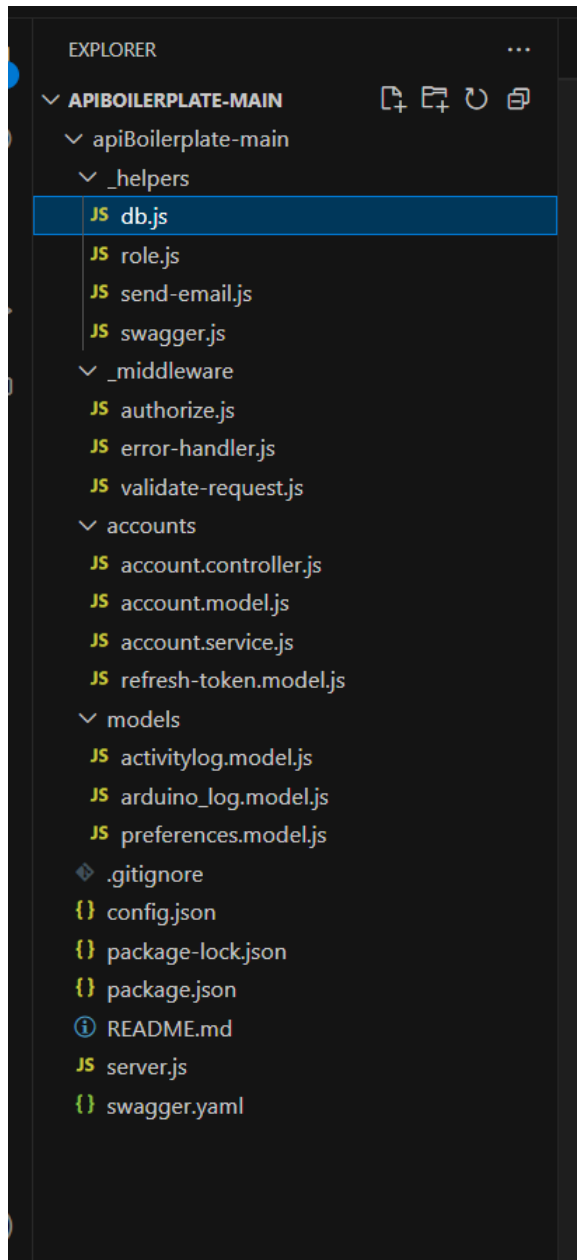 EXPLORER ...
APIBOILERPLATE-MAIN
apiBoilerplate-main
_helpers
JS db.js
JS role.js
JS send-email.js
JS swagger.js
_middleware
JS authorize.js
JS error-handler.js
JS validate-request.js
accounts
JS account.controller.js
JS account.model.js
JS account.service.js
JS refresh-token.model.js
models
JS activitylog.model.js
JS arduino_log.model.js
JS preferences.model.js
.gitignore
{} config.json
{} package-lock.json
{} package.json
README.md
JS server.js
{} swagger.yaml